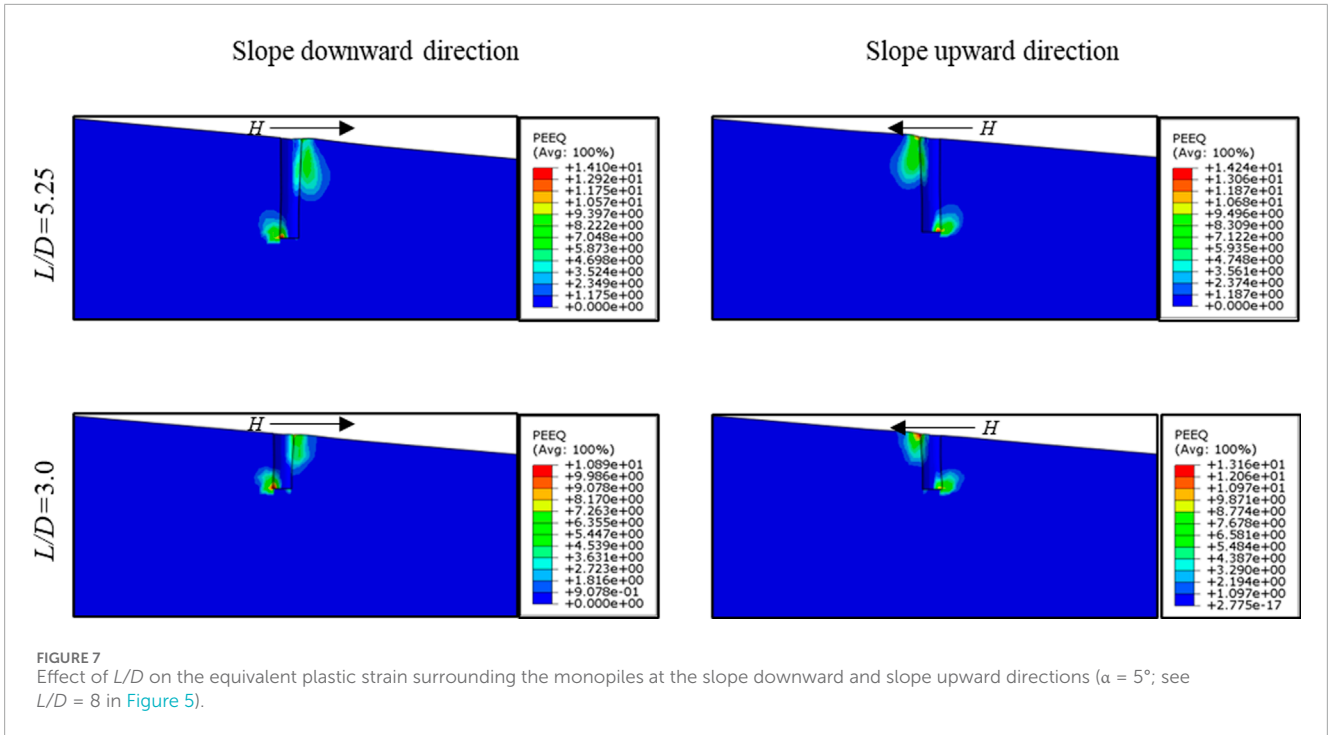 Slope downward direction
Slope upward direction
L/D=5.25
H
PEEQ
(Avg: 100%)
+1.410e+01
+1.292e+01
+1.175e+01
+1.057e+01
+9.397e+00
+8.222e+00
+7.048e+00
+5.873e+00
+4.698e+00
+3.524e+00
+2.349e+00
+1.175e+00
+0.000e+00
H
PEEQ
(Avg: 100%)
+1.424e+01
+1.306e+01
+1.187e+01
+1.068e+01
+9.496e+00
+8.309e+00
+7.122e+00
+5.935e+00
+4.748e+00
+3.561e+00
+2.374e+00
+1.187e+00
+0.000e+00
L/D=3.0
H
PEEQ
(Avg: 100%)
+1.089e+01
+9.986e+00
+9.078e+00
+8.170e+00
+7.263e+00
+6.355e+00
+5.447e+00
+4.539e+00
+3.631e+00
+2.723e+00
+1.816e+00
+9.078e-01
+0.000e+00
H
PEEQ
(Avg: 100%)
+1.316e+01
+1.206e+01
+1.097e+01
+9.871e+00
+8.774e+00
+7.678e+00
+6.581e+00
+5.484e+00
+4.387e+00
+3.290e+00
+2.194e+00
+1.097e+00
+2.775e-17
FIGURE 7
Effect of L/D on the equivalent plastic strain surrounding the monopiles at the slope downward and slope upward directions (α = 5°; see
L/D = 8 in Figure 5).